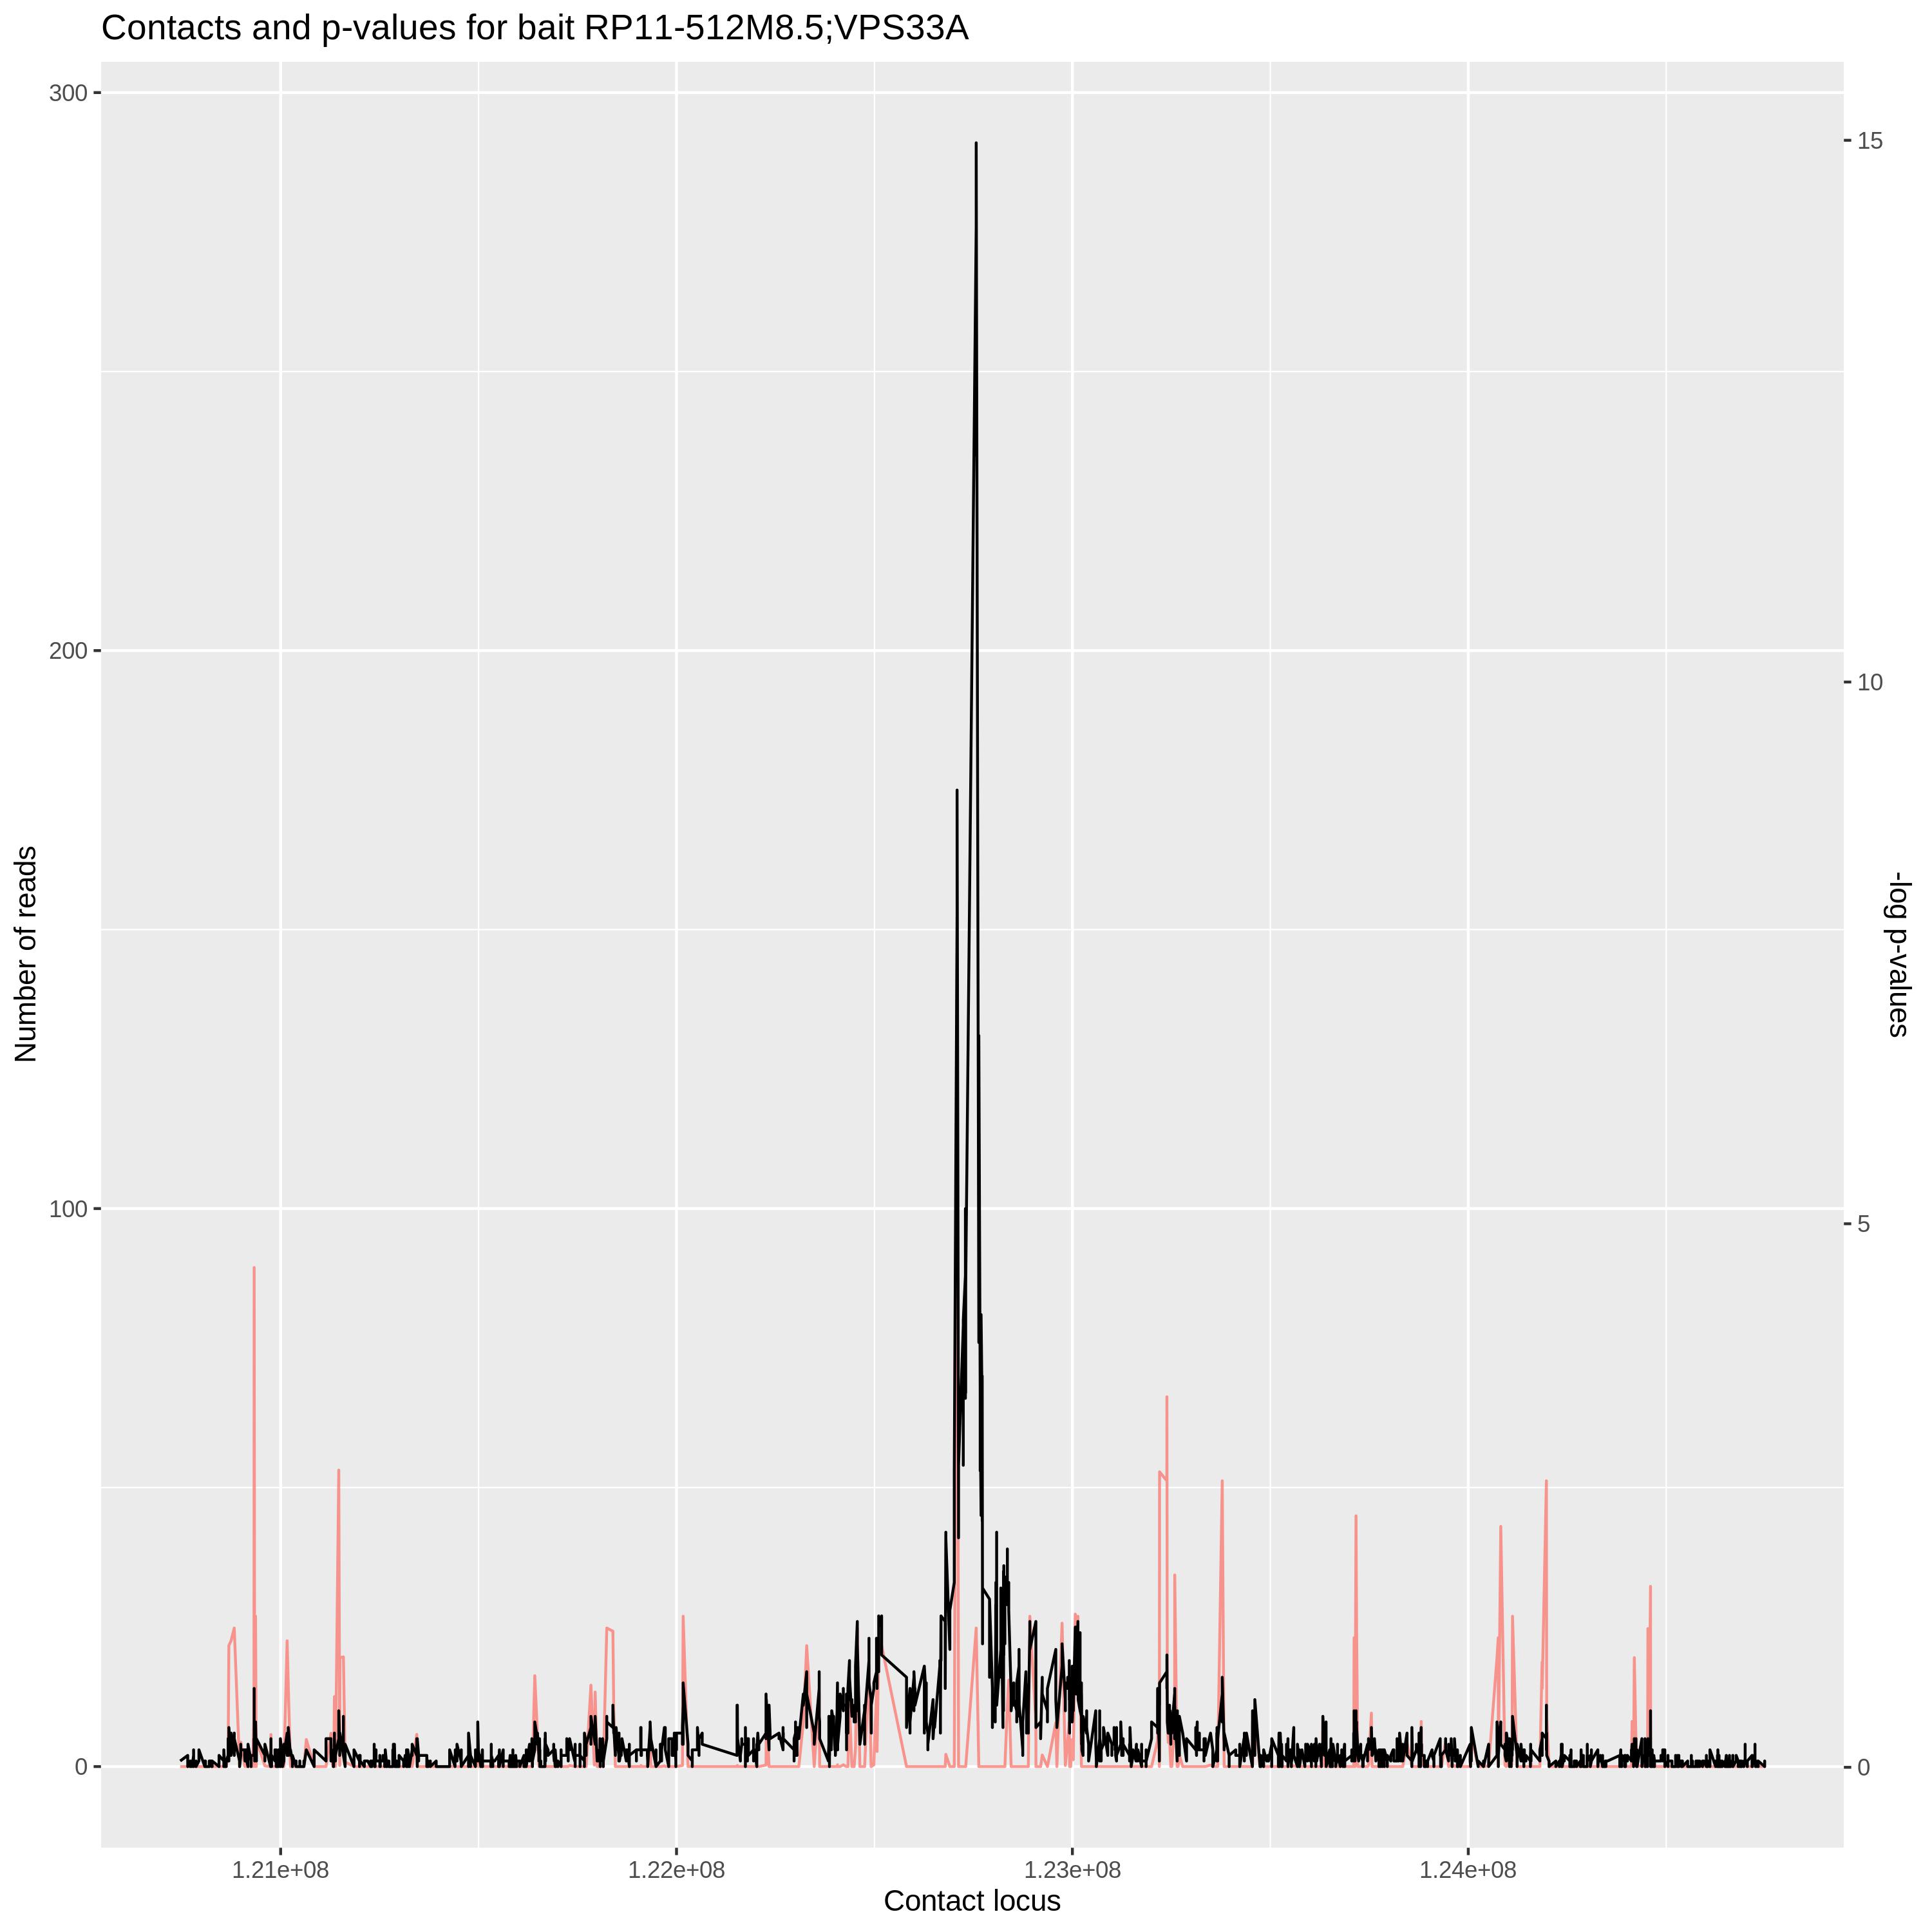 Contacts and p-values for bait RP11-512M8.5;VPS33A
300
200
100
0
Number of reads
15
10
5
0
-log p-values
1.21e+08
1.22e+08
1.23e+08
1.24e+08
Contact locus